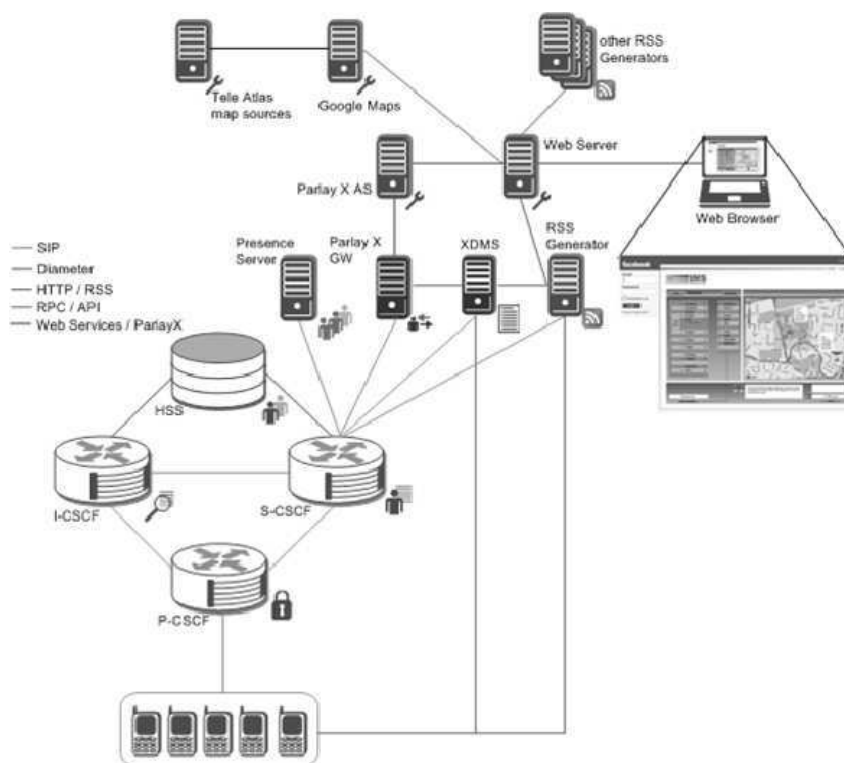 other RSS
Generators
Telle Atlas
map sources
Google Maps
Web Server
Parlay X AS
Web Browser
SIP
Diameter
HTTP / RSS
RPC / API
Web Services / ParlayX
Presence
Server
Parlay X
GW
XDMS
RSS
Generator
HSS
I-CSCF
S-CSCF
P-CSCF